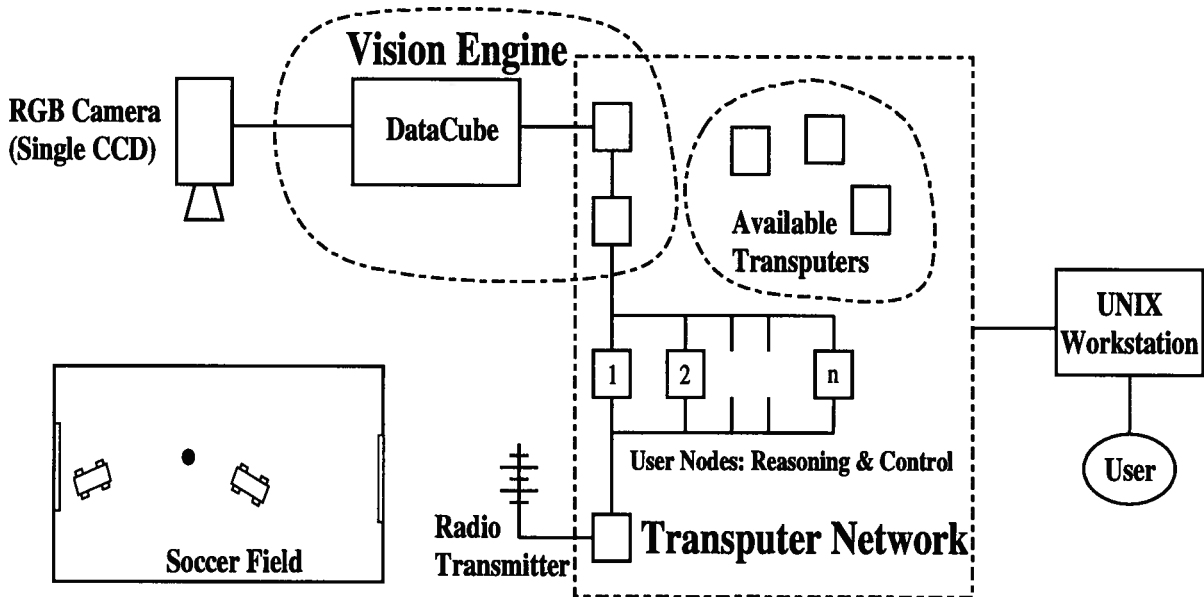 Vision Engine
RGB Camera
(Single CCD)
DataCube
Available
Transputers
UNIX
Workstation
1
2
n
User Nodes: Reasoning & Control
User
Radio
Transmitter
Transputer Network
Soccer Field